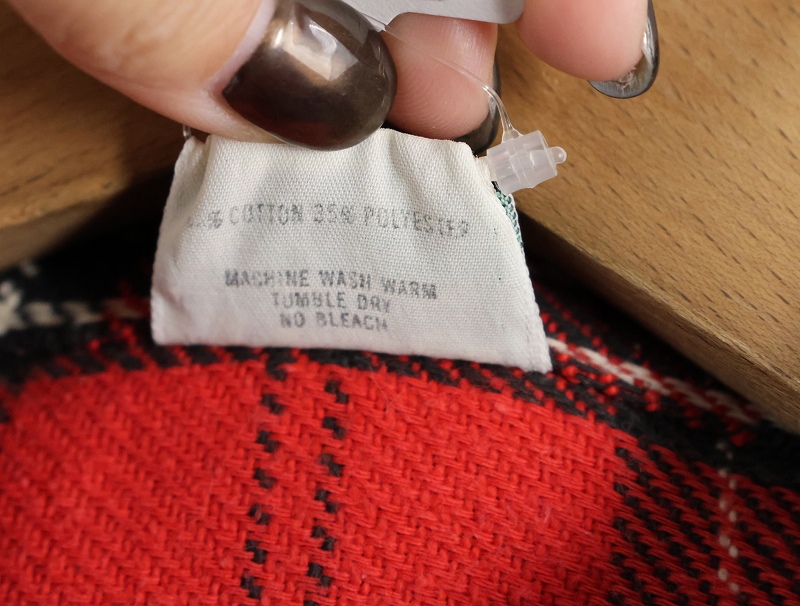 % COTTON 35% POLYESTER
MACHINE WASH WARM
TUMBLE DRY
NO BLEACH